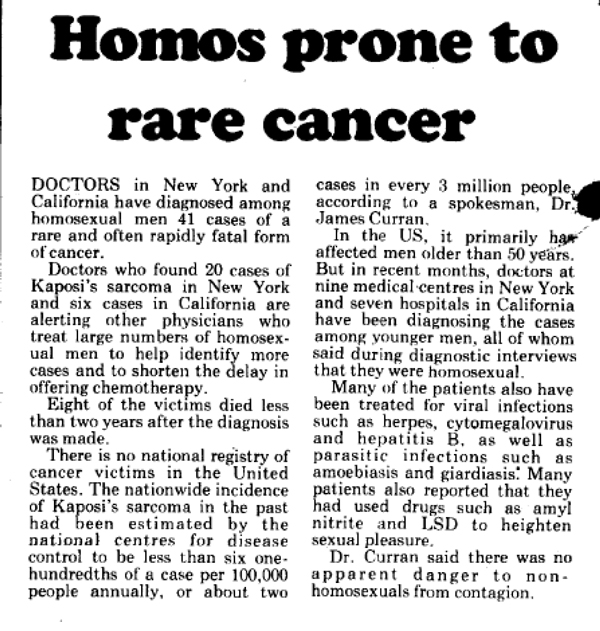 Homos prone to
rare cancer
DOCTORS in New York and
California have diagnosed among
homosexual men 41 cases of a
rare and often rapidly fatal form
of cancer.
Doctors who found 20 cases of
Kaposi's sarcoma in New York
and six cases in California are
alerting other physicians who
treat large numbers of homosex-
ual men to help identify more
cases and to shorten the delay in
offering chemotherapy.
Eight of the victims died less
than two years after the diagnosis
was made.
There is no national registry of
cancer victims in the United
States. The nationwide incidence
of Kaposi's sarcoma in the past
had been estimated by the
national centres for disease
control to be less than six one-
hundredths of a case per 100,000
people annually, or about two
cases in every 3 million people,
according to a spokesman, Dr.
James Curran.
In the US, it primarily has
affected men older than 50 years.
But in recent months, doctors at
nine medical centres in New York
and seven hospitals in California
have been diagnosing the cases
among younger men, all of whom
said during diagnostic interviews
that they were homosexual.
Many of the patients also have
been treated for viral infections
such as herpes, cytomegalovirus
and hepatitis B, as well as
parasitic infections such as
amoebiasis and giardiasis. Many
patients also reported that they
had used drugs such as amyl
nitrite and LSD to heighten
sexual pleasure.
Dr. Curran said there was no
apparent danger to non-
homosexuals from contagion.